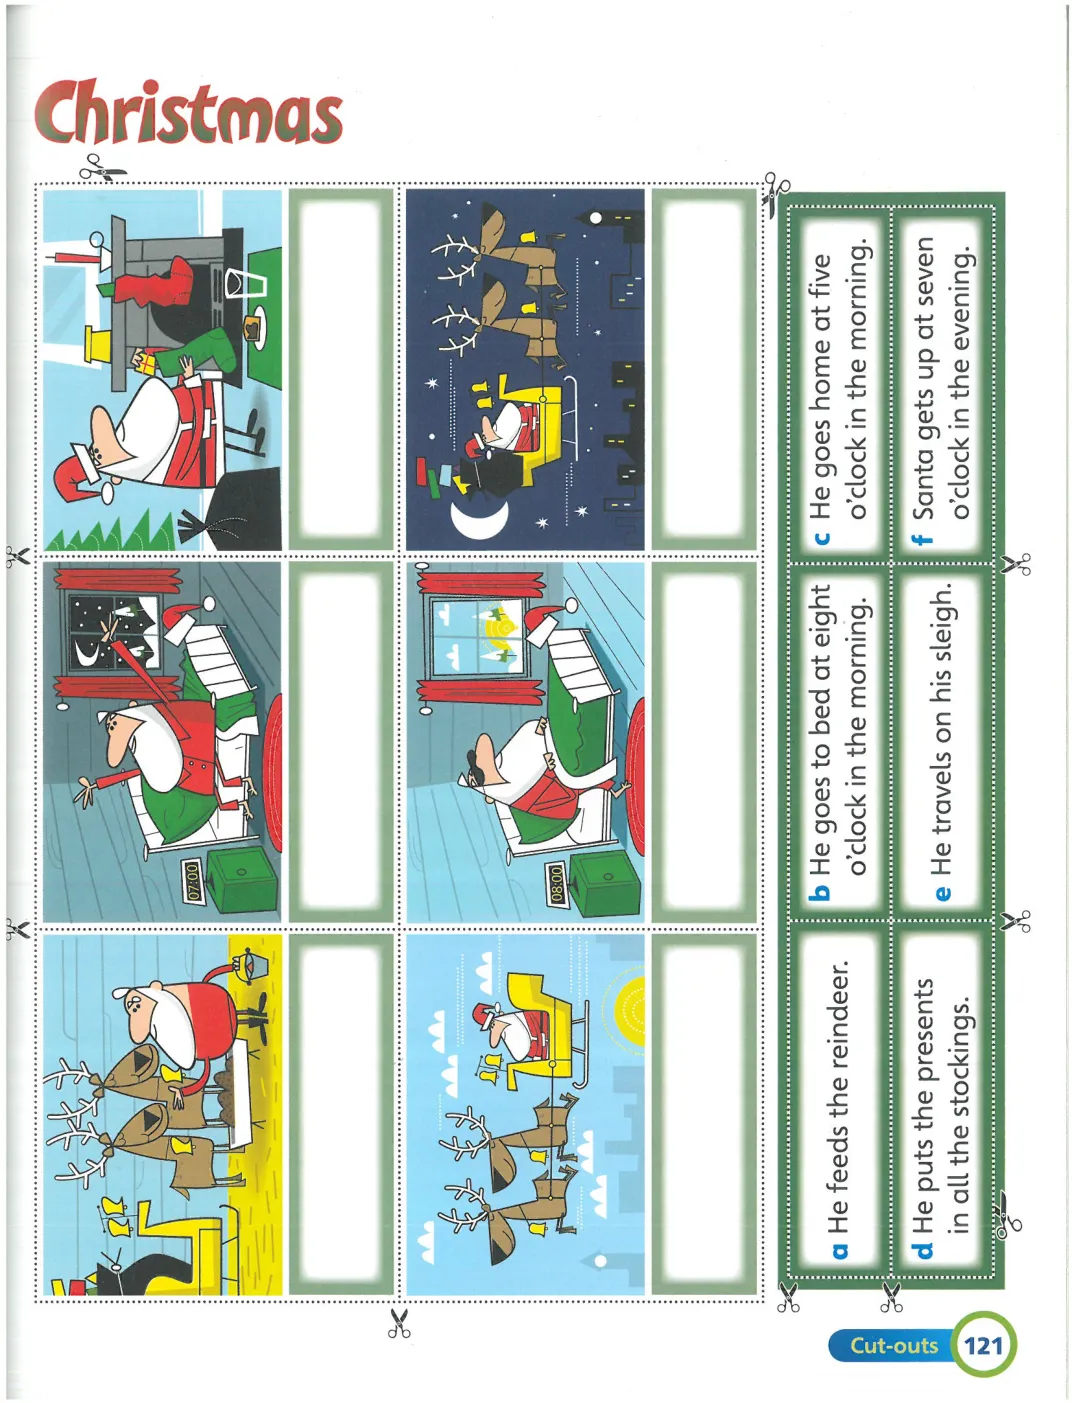 Christmas
07:00
08:00
a He feeds the reindeer.
b He goes to bed at eight
o'clock in the morning.
c He goes home at five
o'clock in the morning.
d He puts the presents
in all the stockings.
e He travels on his sleigh.
f Santa gets up at seven
o'clock in the evening.
Cut-outs 121